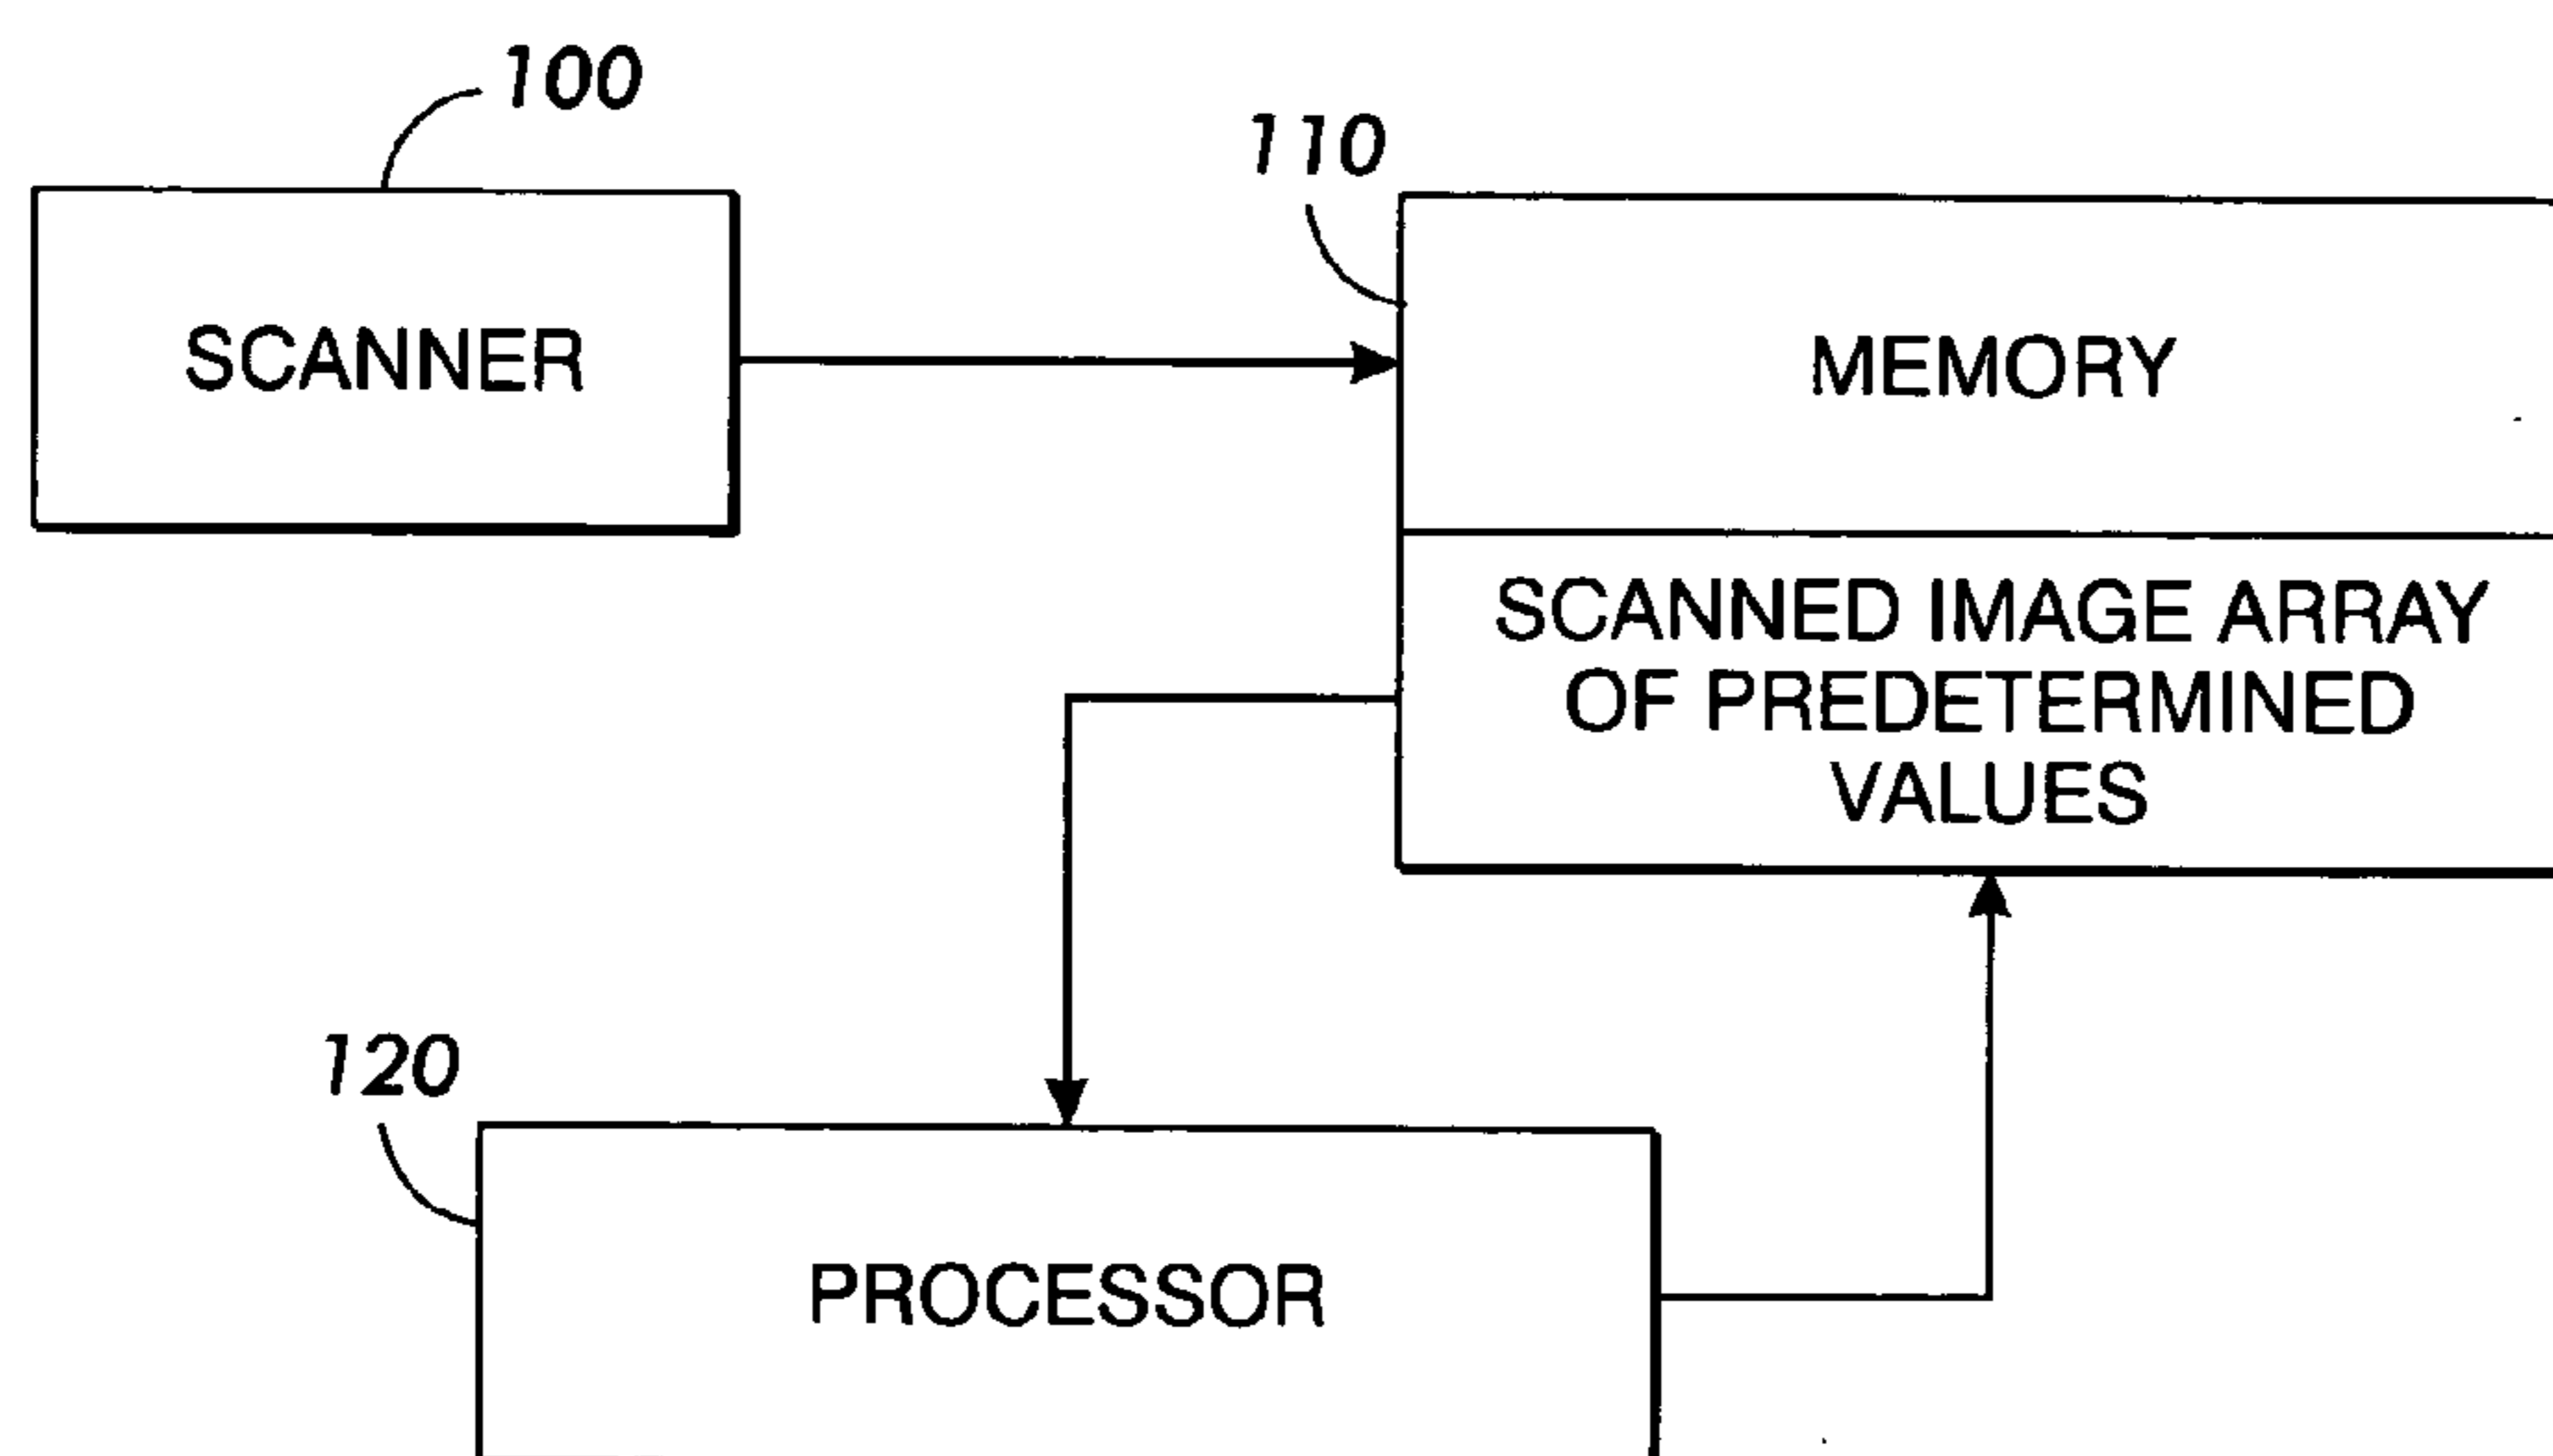 100
110
SCANNER
MEMORY
SCANNED IMAGE ARRAY
OF PREDETERMINED
VALUES
120
PROCESSOR